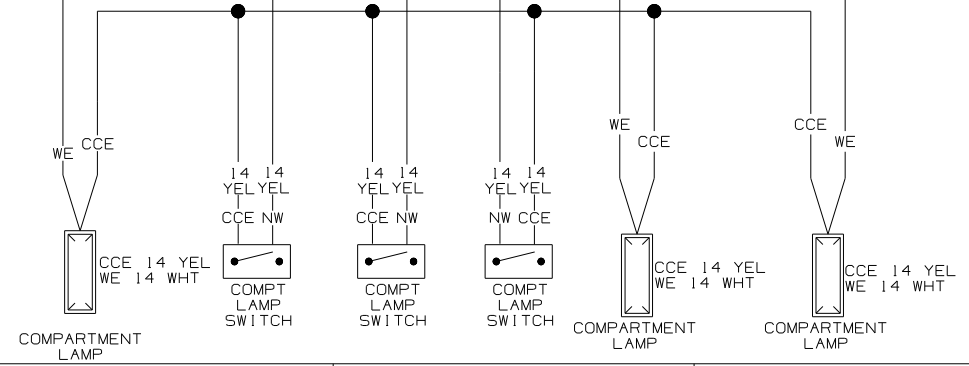 WE
CCE
14
YEL
14
YEL
CCE
NW
14
YEL
14
YEL
CCE
NW
14
YEL
14
YEL
NW
CCE
WE
CCE
CCE
WE
CCE 14 YEL
WE 14 WHT
COMPARTMENT
LAMP
COMPT
LAMP
SWITCH
COMPT
LAMP
SWITCH
COMPT
LAMP
SWITCH
CCE 14 YEL
WE 14 WHT
COMPARTMENT
LAMP
CCE 14 YEL
WE 14 WHT
COMPARTMENT
LAMP